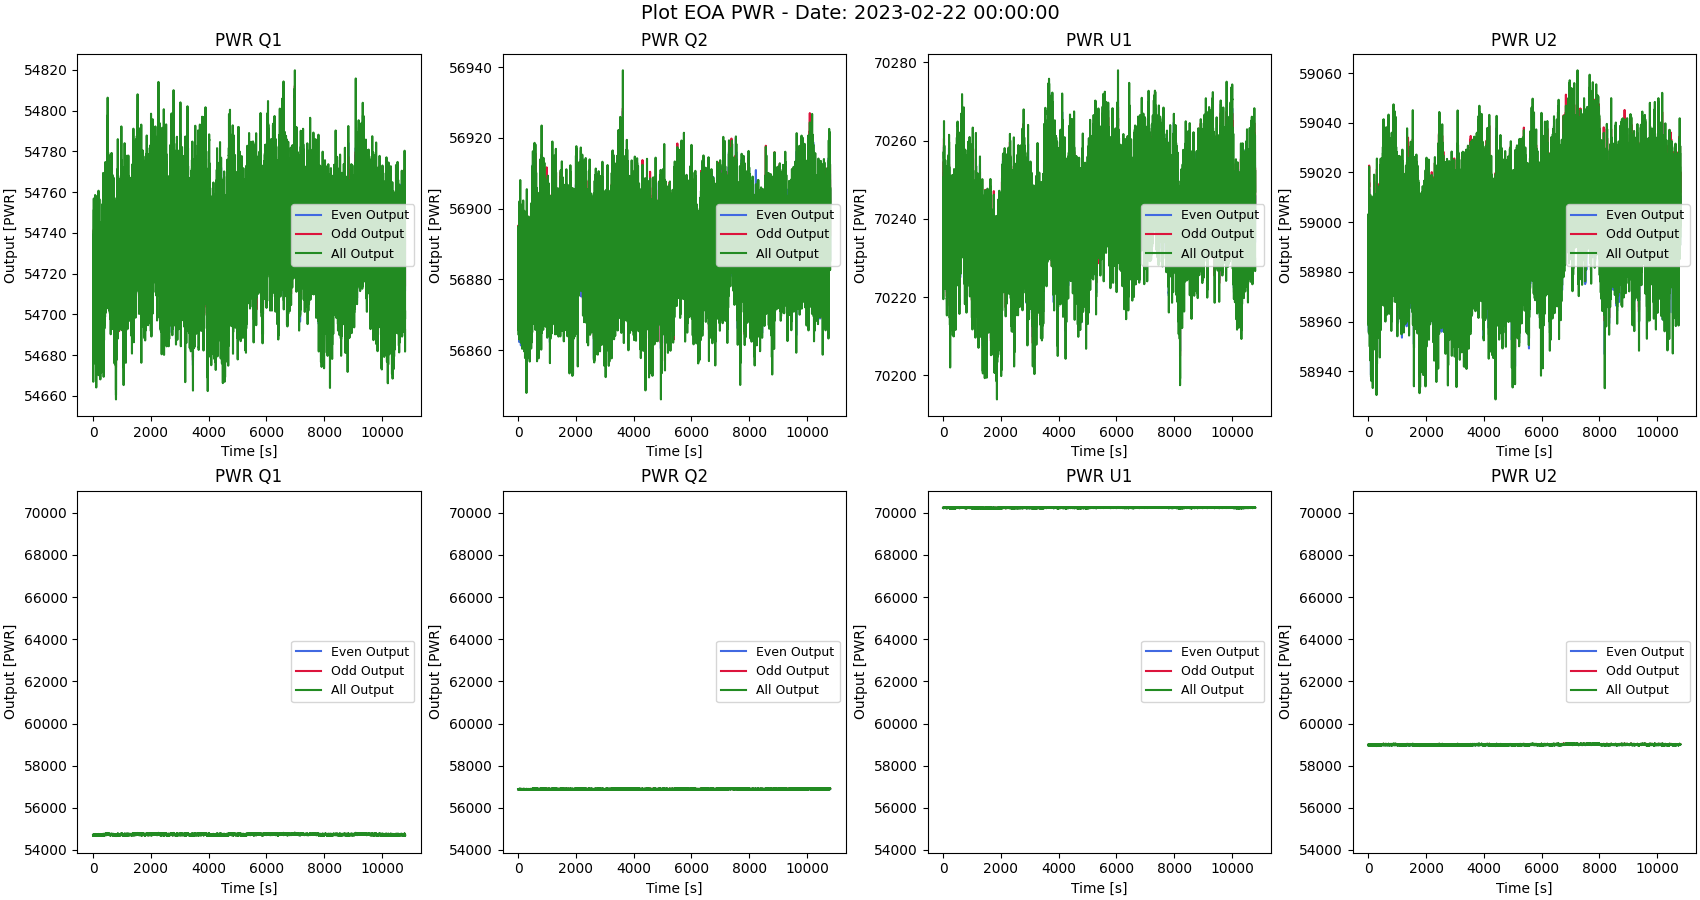 Plot EOA PWR - Date: 2023-02-22 00:00:00
PWR Q1
Output [PWR]
54820
54800
54780
54760
54740
54720
54700
54680
54660
Even Output
Odd Output
All Output
0 2000 4000 6000 8000 10000
Time [s]
PWR Q2
Output [PWR]
56940
56920
56900
56880
56860
Even Output
Odd Output
All Output
0 2000 4000 6000 8000 10000
Time [s]
PWR U1
Output [PWR]
70280
70260
70240
70220
70200
Even Output
Odd Output
All Output
0 2000 4000 6000 8000 10000
Time [s]
PWR U2
Output [PWR]
59060
59040
59020
59000
58980
58960
58940
Even Output
Odd Output
All Output
0 2000 4000 6000 8000 10000
Time [s]
PWR Q1
Output [PWR]
70000
68000
66000
64000
62000
60000
58000
56000
54000
Even Output
Odd Output
All Output
0 2000 4000 6000 8000 10000
Time [s]
PWR Q2
Output [PWR]
70000
68000
66000
64000
62000
60000
58000
56000
54000
Even Output
Odd Output
All Output
0 2000 4000 6000 8000 10000
Time [s]
PWR U1
Output [PWR]
70000
68000
66000
64000
62000
60000
58000
56000
54000
Even Output
Odd Output
All Output
0 2000 4000 6000 8000 10000
Time [s]
PWR U2
Output [PWR]
70000
68000
66000
64000
62000
60000
58000
56000
54000
Even Output
Odd Output
All Output
0 2000 4000 6000 8000 10000
Time [s]